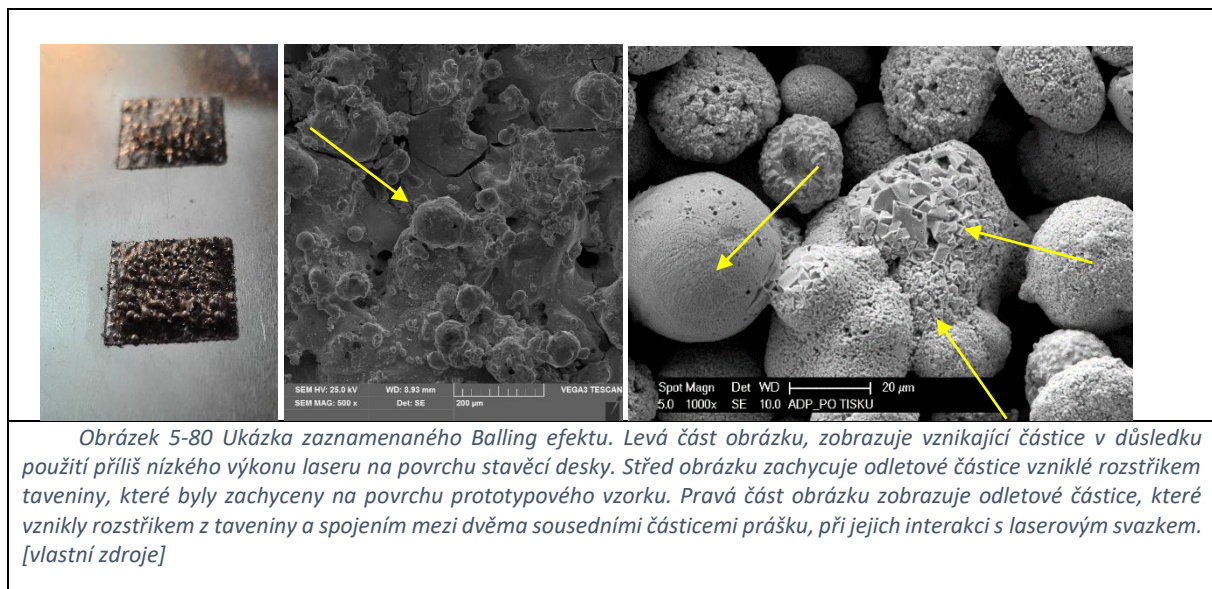 SEM HV: 25.0 kV WD: 8.93 mm VEGA3 TESCAN
SEM MAG: 500 x Det: SE 200 µm
Spot Magn Det WD 20 µm
5.0 1000x SE 10.0 ADP_PO TISKU
Obrázek 5-80 Ukázka zaznamenaného Balling efektu. Levá část obrázku, zobrazuje vznikající částice v důsledku
použití příliš nízkého výkonu laseru na povrchu stavěcí desky. Střed obrázku zachycuje odletové částice vzniklé rozstřikem
taveniny, které byly zachyceny na povrchu prototypového vzorku. Pravá část obrázku zobrazuje odletové částice, které
vznikly rozstřikem z taveniny a spojením mezi dvěma sousedními částicemi prášku, při jejich interakci s laserovým svazkem.
[vlastní zdroje]